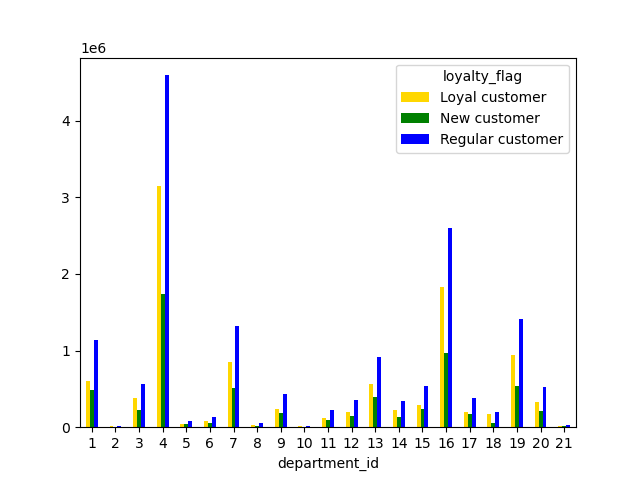 1e6
loyalty_flag
Loyal customer
New customer
Regular customer
4
3
2
1
0
1 2 3 4 5 6 7 8 9 10 11 12 13 14 15 16 17 18 19 20 21
department_id